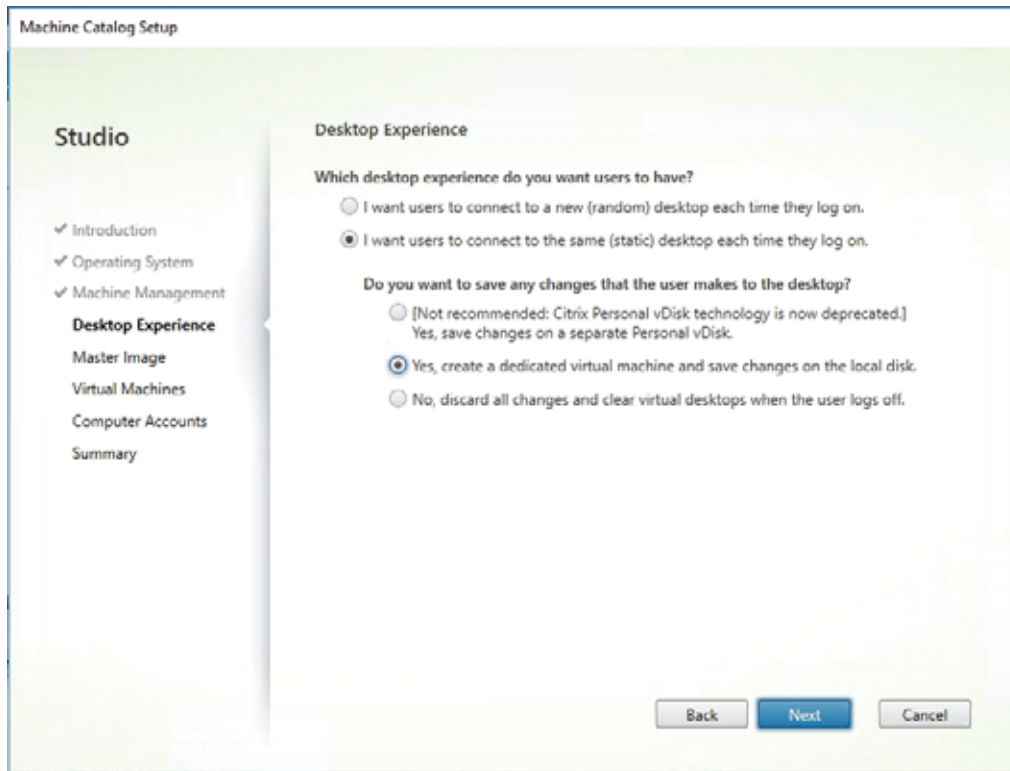 Machine Catalog Setup
Studio
Introduction
Operating System
Machine Management
Desktop Experience
Master Image
Virtual Machines
Computer Accounts
Summary
Desktop Experience
Which desktop experience do you want users to have?
I want users to connect to a new (random) desktop each time they log on.
I want users to connect to the same (static) desktop each time they log on.
Do you want to save any changes that the user makes to the desktop?
[Not recommended: Citrix Personal vDisk technology is now deprecated.]
Yes, save changes on a separate Personal vDisk.
Yes, create a dedicated virtual machine and save changes on the local disk.
No, discard all changes and clear virtual desktops when the user logs off.
Back
Next
Cancel